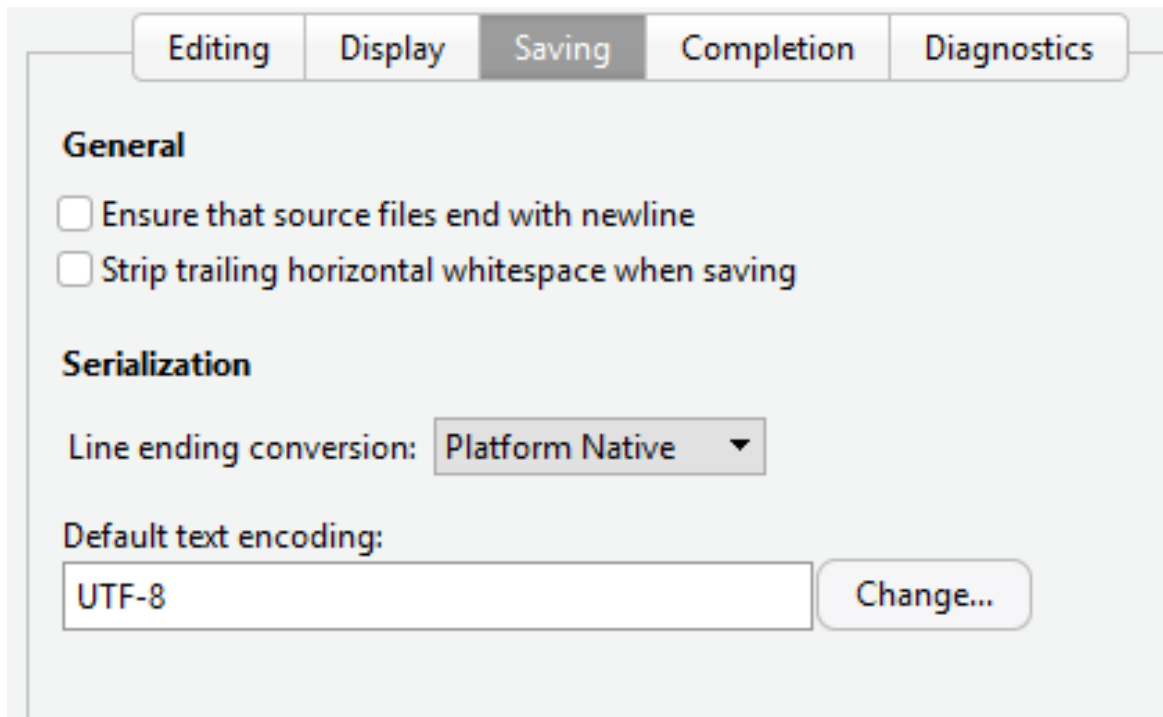 Editing Display Saving Completion Diagnostics
General
Ensure that source files end with newline
Strip trailing horizontal whitespace when saving
Serialization
Line ending conversion: Platform Native
Default text encoding:
UTF-8 Change...